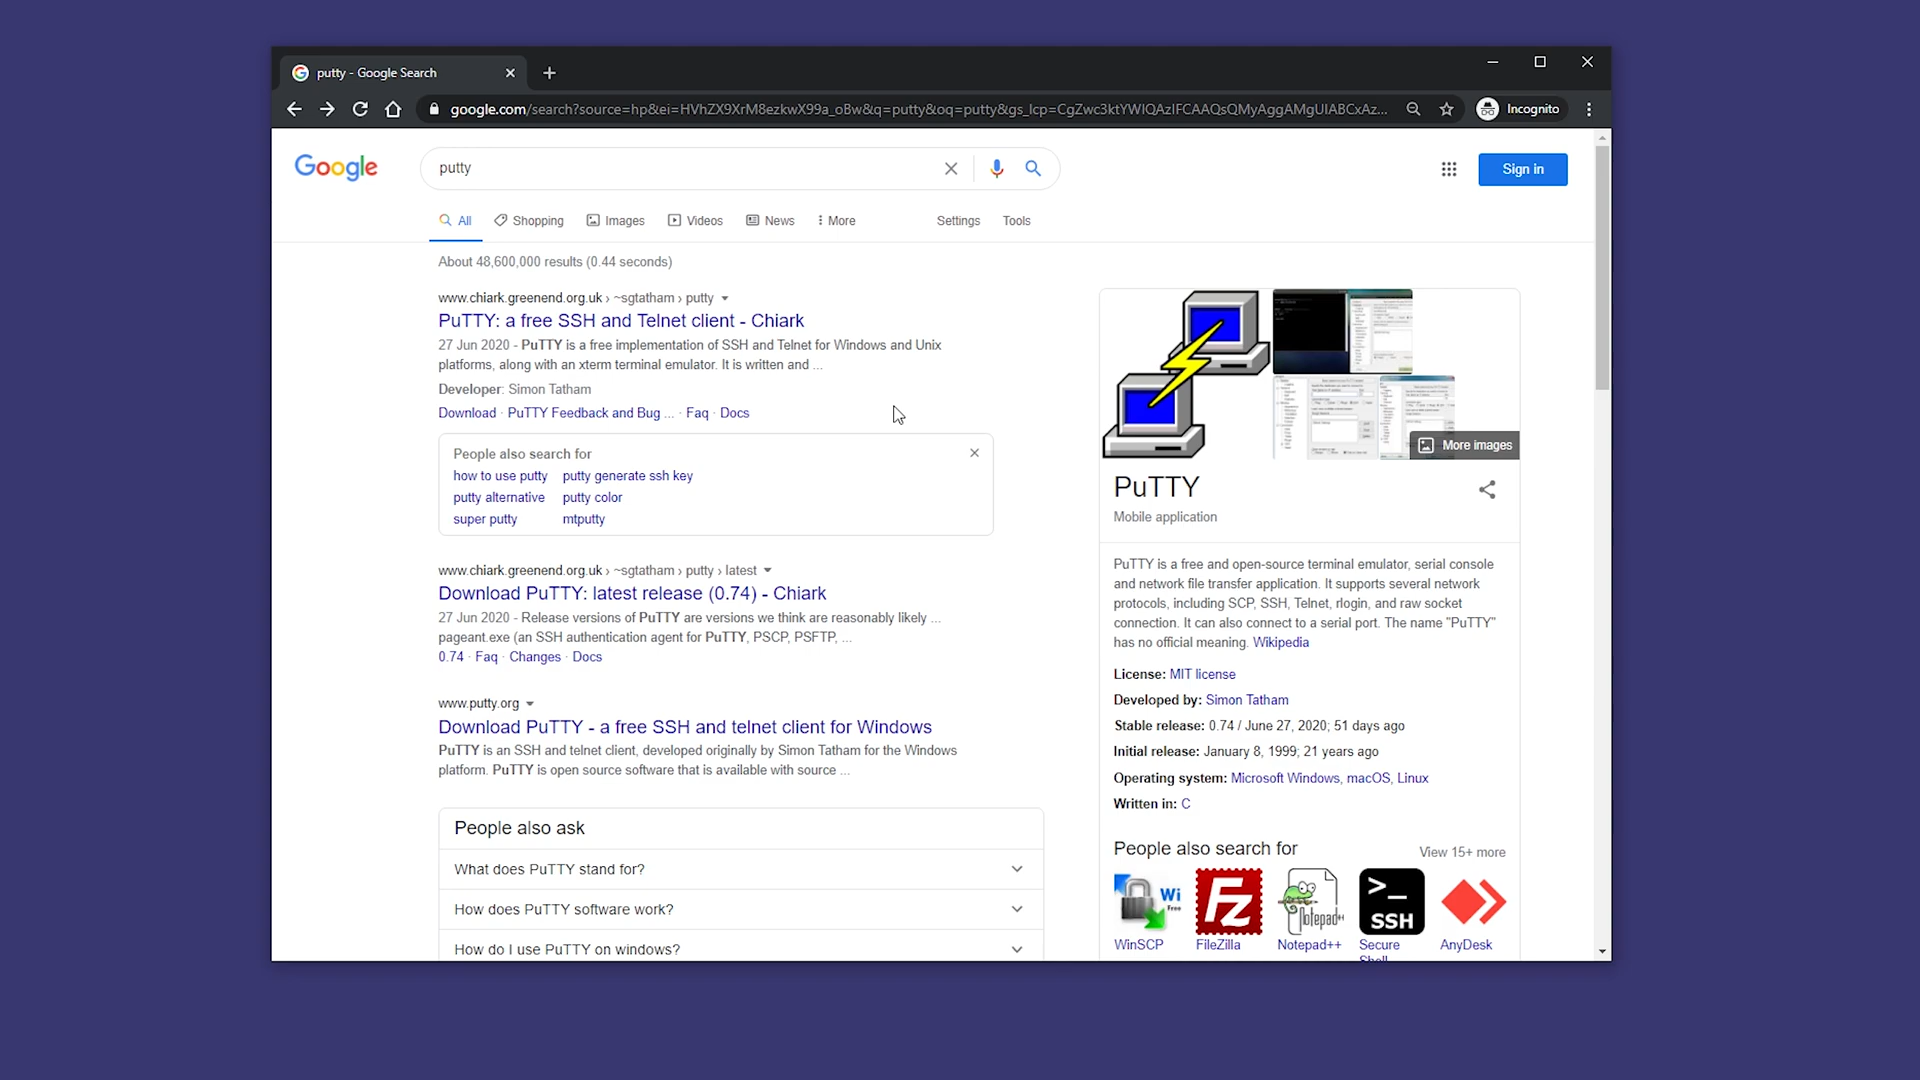 putty - Google Search
google.com/search?source=hp&ei=HVhZX9XrM8ezkwX99a_oBw&q=putty&oq=putty&gs_lcp=CgZwc3ktYWIQAzIFCAAQsQMyAggAMgUIABCxAz...
Incognito
Google
putty
Sign in
All
Shopping
Images
Videos
News
More
Settings
Tools
About 48,600,000 results (0.44 seconds)
www.chiark.greenend.org.uk › ~sgtatham › putty
PuTTY: a free SSH and Telnet client - Chiark
27 Jun 2020 - PuTTY is a free implementation of SSH and Telnet for Windows and Unix
platforms, along with an xterm terminal emulator. It is written and ...
Developer: Simon Tatham
Download · PuTTY Feedback and Bug ... · Faq · Docs
People also search for
how to use putty
putty generate ssh key
putty alternative
putty color
super putty
mtputty
www.chiark.greenend.org.uk › ~sgtatham › putty › latest
Download PuTTY: latest release (0.74) - Chiark
27 Jun 2020 - Release versions of PuTTY are versions we think are reasonably likely ...
pageant.exe (an SSH authentication agent for PuTTY, PSCP, PSFTP, ...
0.74 · Faq · Changes · Docs
www.putty.org
Download PuTTY - a free SSH and telnet client for Windows
PuTTY is an SSH and telnet client, developed originally by Simon Tatham for the Windows
platform. PuTTY is open source software that is available with source ...
People also ask
What does PuTTY stand for?
How does PuTTY software work?
How do I use PuTTY on windows?
More images
PuTTY
Mobile application
PuTTY is a free and open-source terminal emulator, serial console
and network file transfer application. It supports several network
protocols, including SCP, SSH, Telnet, rlogin, and raw socket
connection. It can also connect to a serial port. The name "PuTTY"
has no official meaning. Wikipedia
License: MIT license
Developed by: Simon Tatham
Stable release: 0.74 / June 27, 2020; 51 days ago
Initial release: January 8, 1999; 21 years ago
Operating system: Microsoft Windows, macOS, Linux
Written in: C
People also search for
View 15+ more
Wi
Free
Fz
Notepad++
>_
SSH
WinSCP
FileZilla
Notepad++
Secure
Shell
AnyDesk